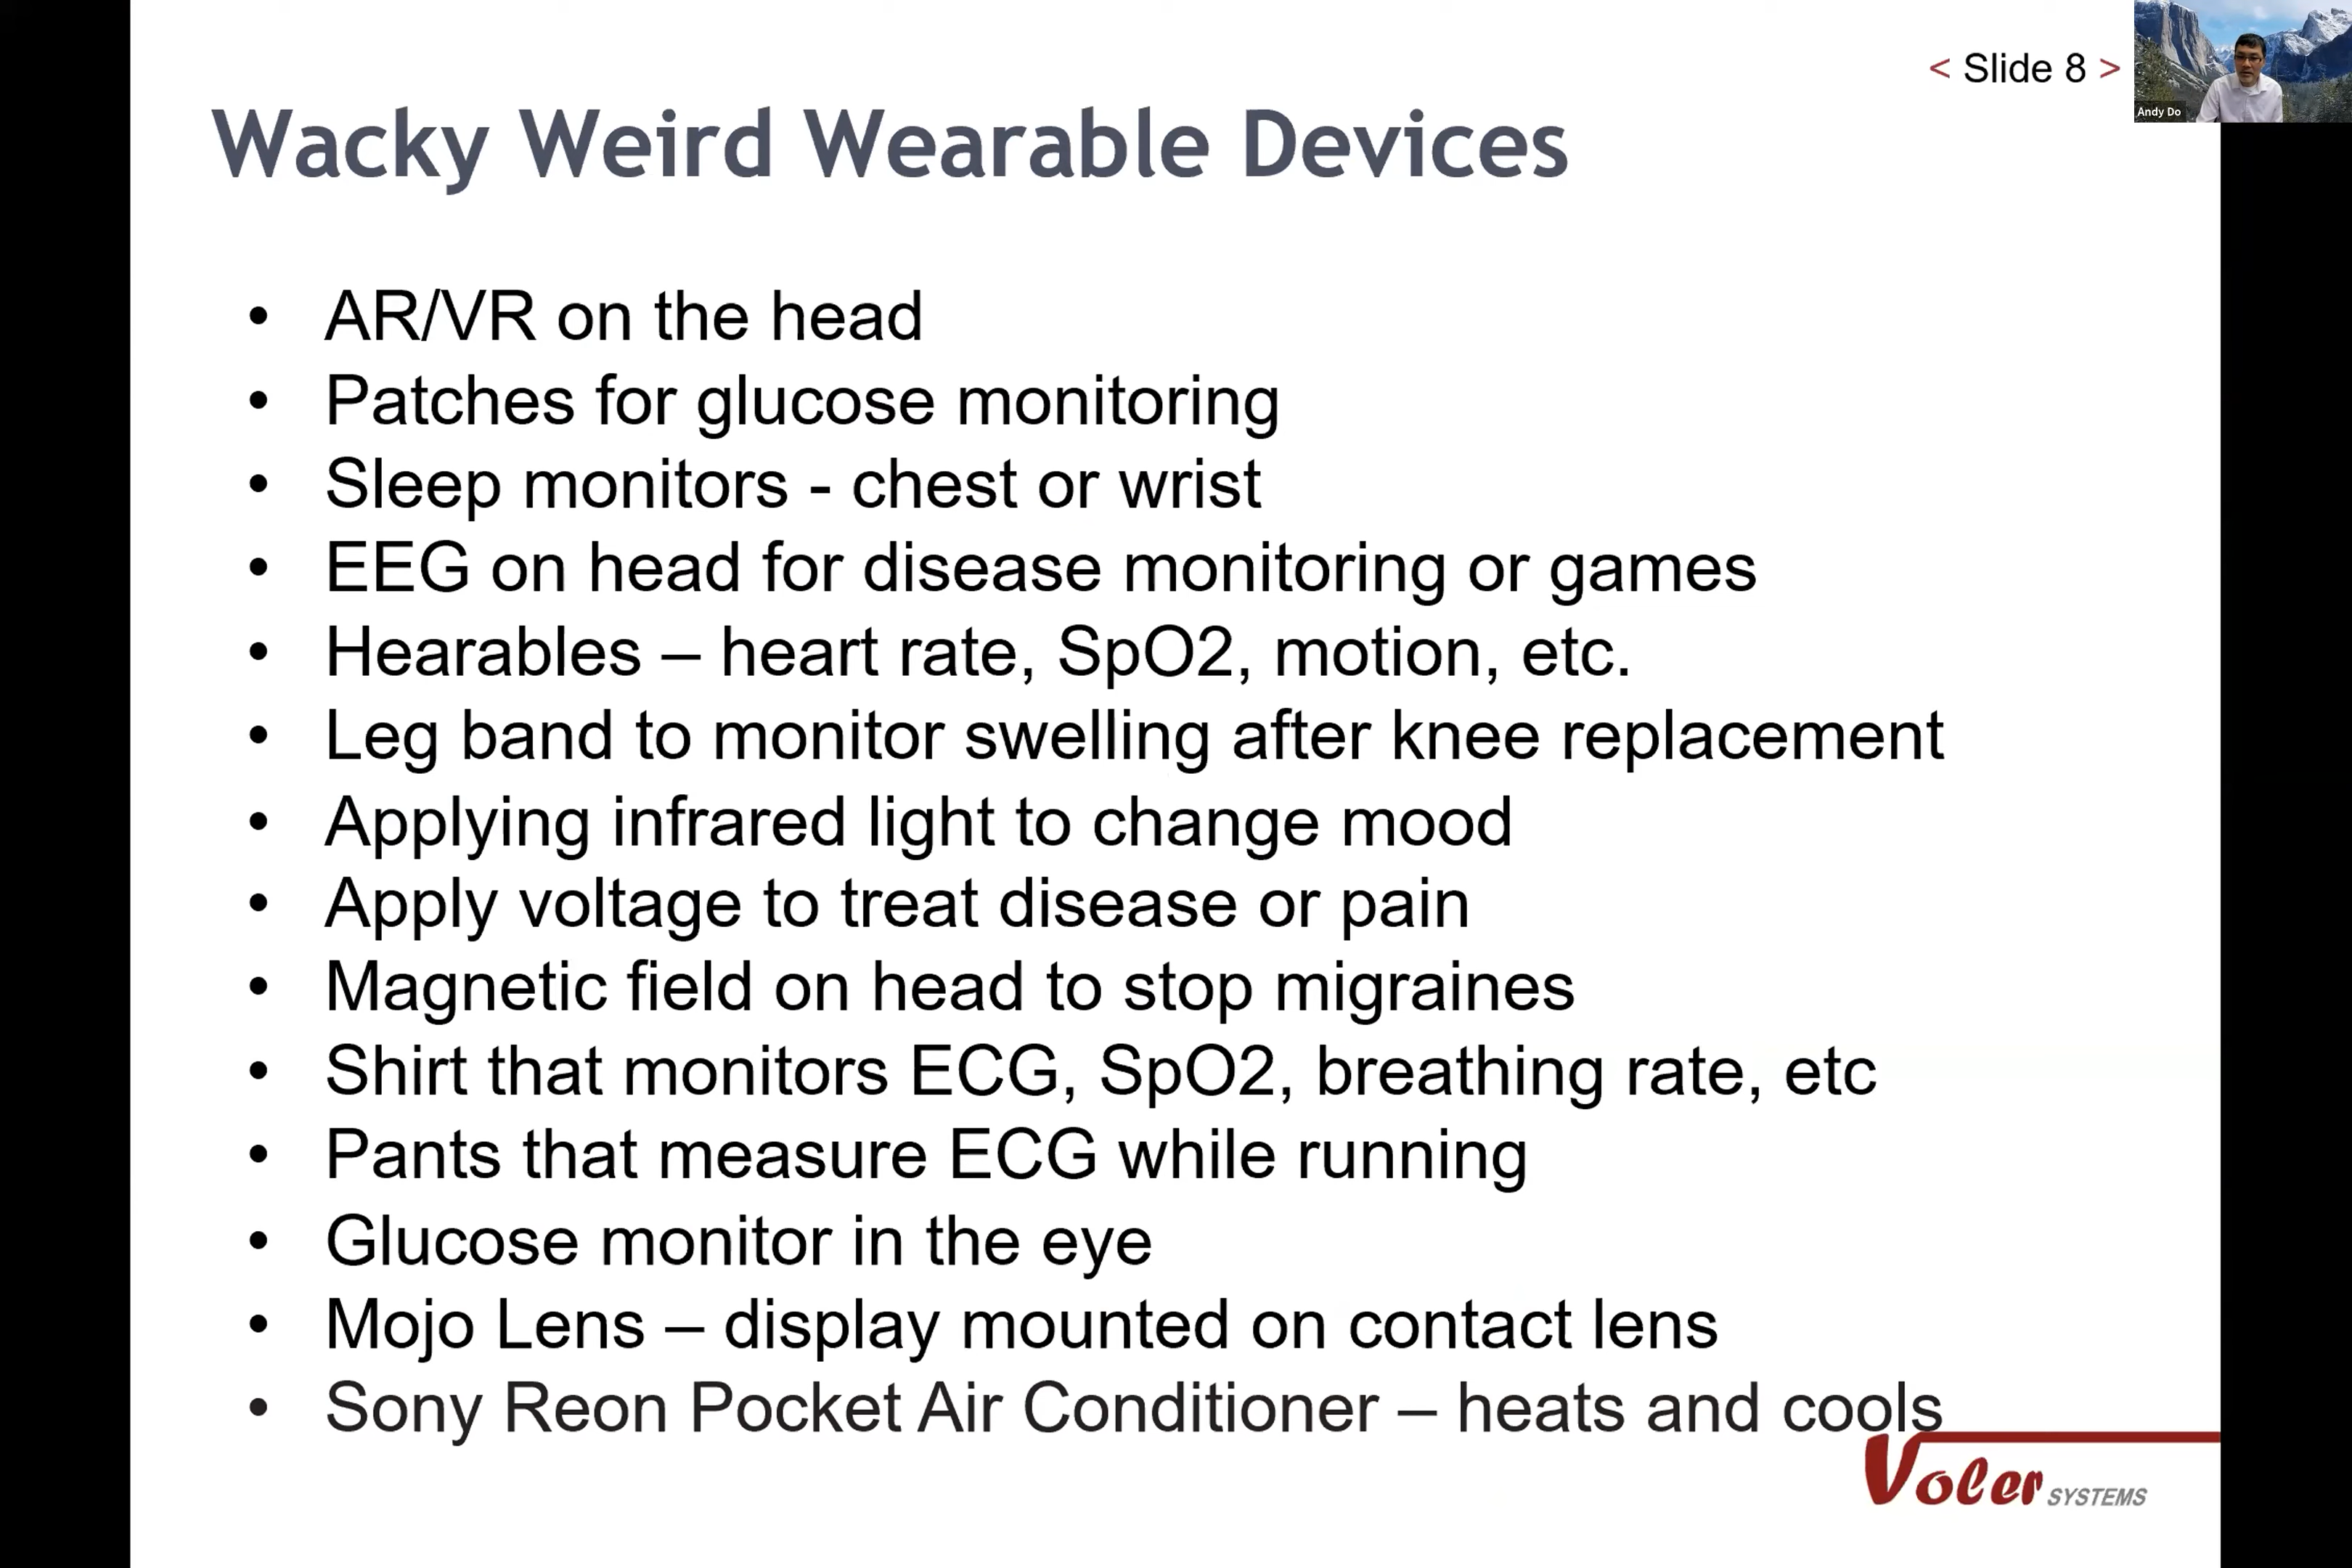 < Slide 8 >
Andy Do
Wacky Weird Wearable Devices
• AR/VR on the head
• Patches for glucose monitoring
• Sleep monitors - chest or wrist
• EEG on head for disease monitoring or games
• Hearables – heart rate, SpO2, motion, etc.
• Leg band to monitor swelling after knee replacement
• Applying infrared light to change mood
• Apply voltage to treat disease or pain
• Magnetic field on head to stop migraines
• Shirt that monitors ECG, SpO2, breathing rate, etc
• Pants that measure ECG while running
• Glucose monitor in the eye
• Mojo Lens – display mounted on contact lens
• Sony Reon Pocket Air Conditioner – heats and cools
Voler SYSTEMS